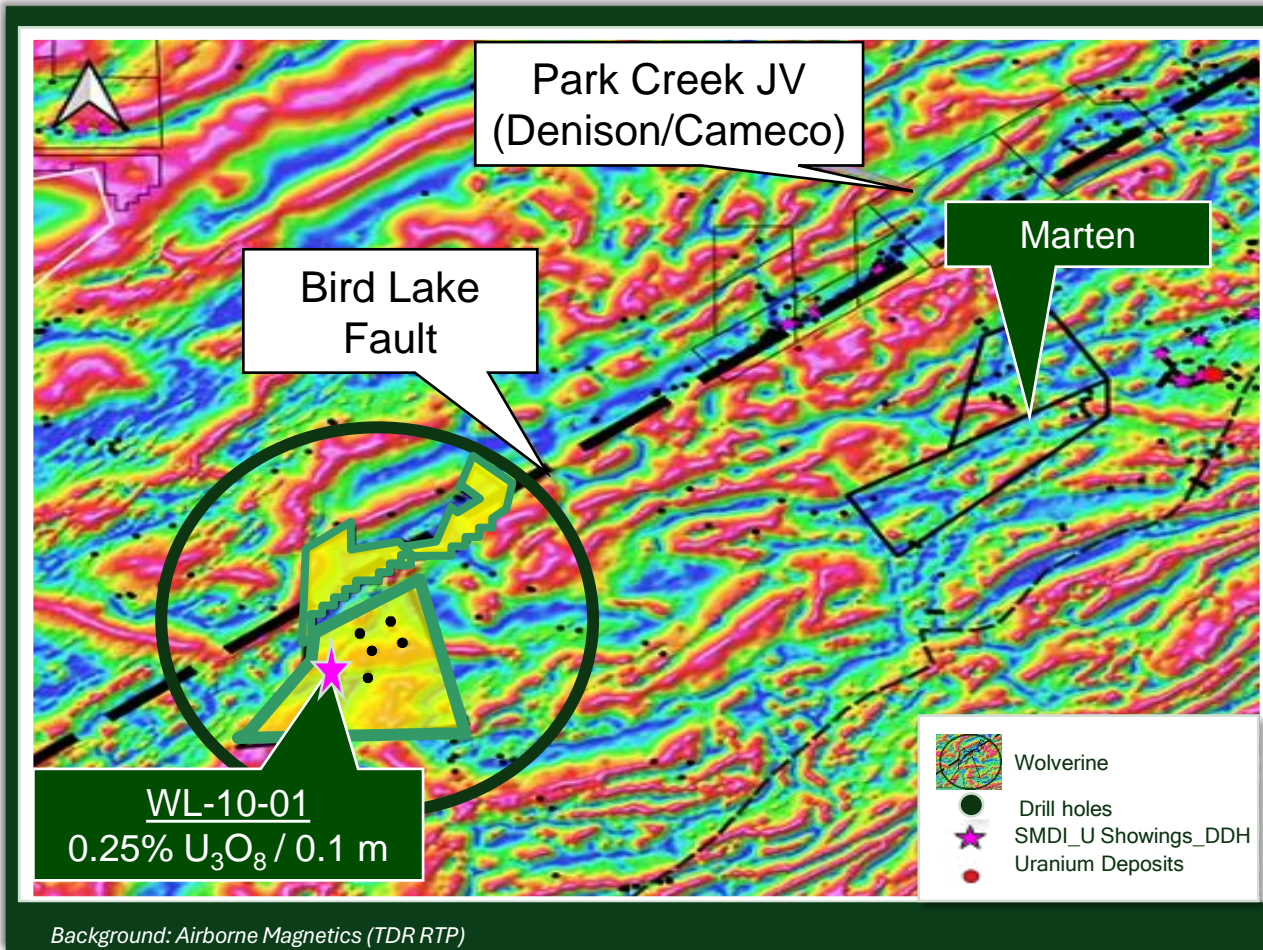 Park Creek JV
(Denison/Cameco)
Marten
Bird Lake
Fault
WL-10-01
0.25% U₃O₈ / 0.1 m
Wolverine
Drill holes
SMDI_U Showings_DDH
Uranium Deposits
Background: Airborne Magnetics (TDR RTP)